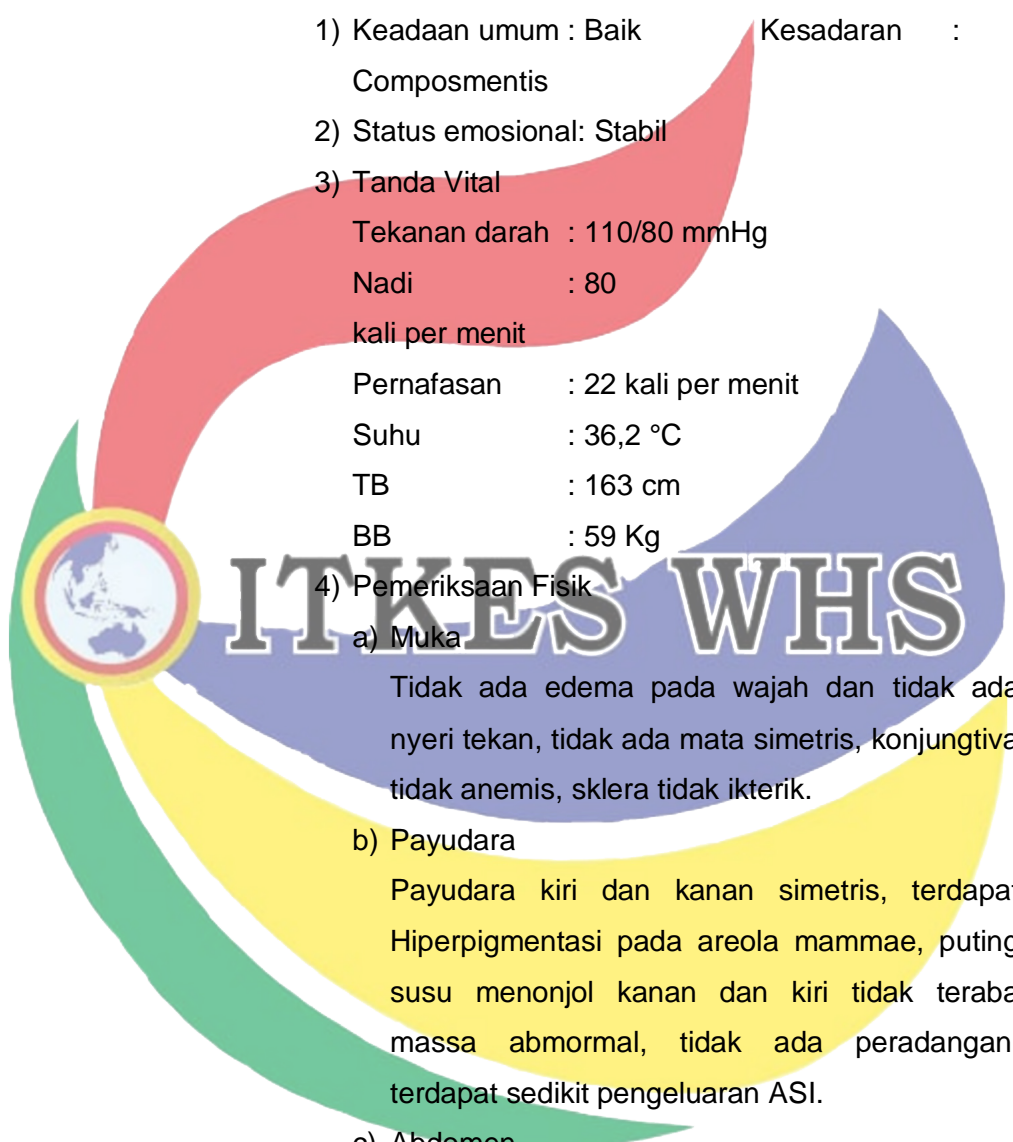 1) Keadaan umum : Baik Kesadaran :
Composmentis
2) Status emosional: Stabil
3) Tanda Vital
Tekanan darah : 110/80 mmHg
Nadi : 80
kali per menit
Pernafasan : 22 kali per menit
Suhu : 36,2 °C
TB : 163 cm
BB : 59 Kg
ITKES WHS
4) Pemeriksaan Fisik
a) Muka
Tidak ada edema pada wajah dan tidak ada
nyeri tekan, tidak ada mata simetris, konjungtiva
tidak anemis, sklera tidak ikterik.
b) Payudara
Payudara kiri dan kanan simetris, terdapat
Hiperpigmentasi pada areola mammae, puting
susu menonjol kanan dan kiri tidak teraba
massa abmormal, tidak ada peradangan
terdapat sedikit pengeluaran ASI.
c) Abdomen